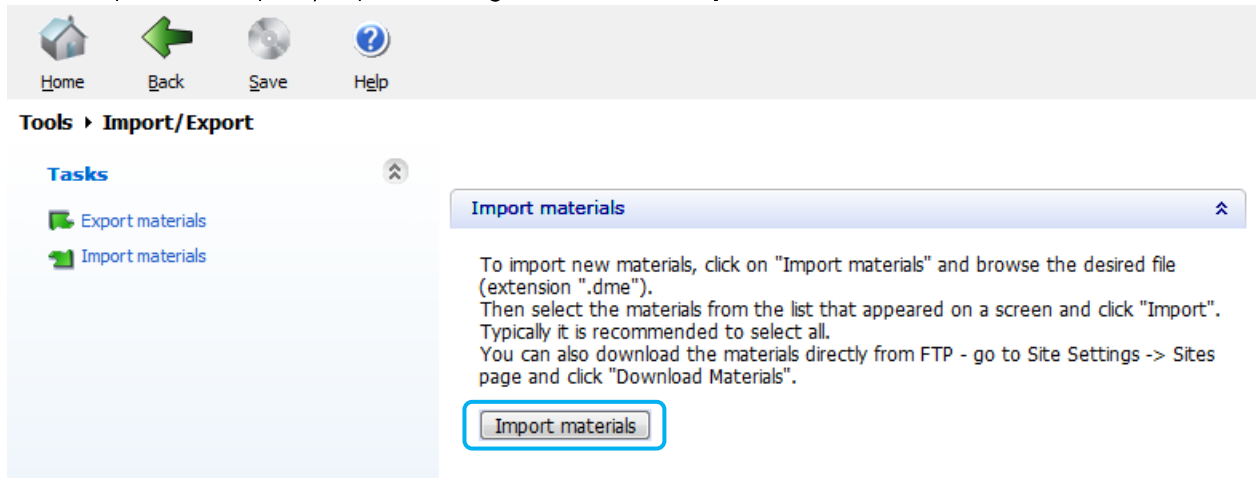 Home Back Save Help
Tools ▸ Import/Export
Tasks
Export materials
Import materials
Import materials
To import new materials, click on "Import materials" and browse the desired file
(extension ".dme").
Then select the materials from the list that appeared on a screen and click "Import".
Typically it is recommended to select all.
You can also download the materials directly from FTP - go to Site Settings -> Sites
page and click "Download Materials".
Import materials